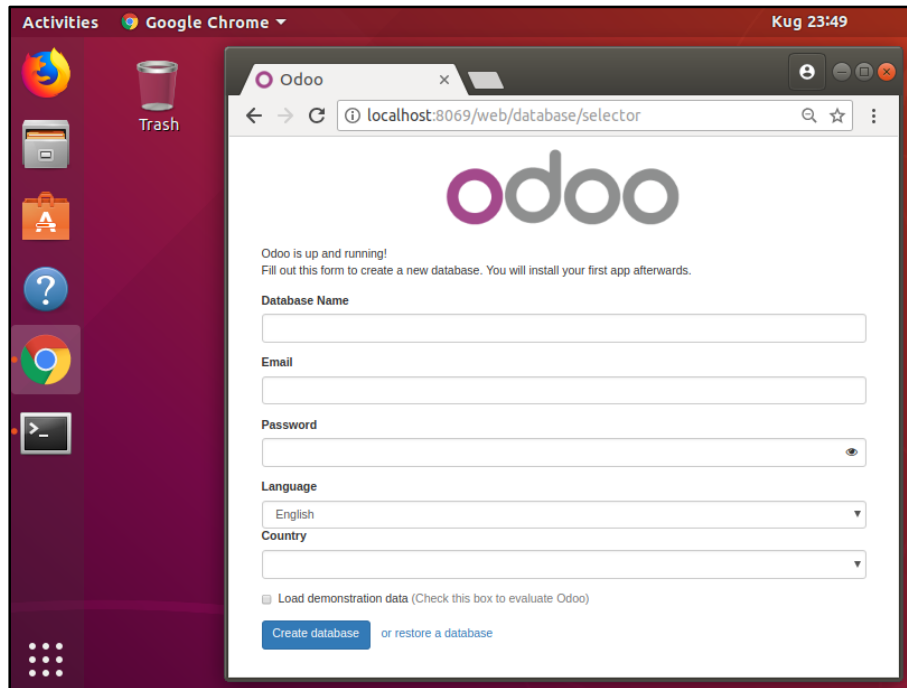 Activities Google Chrome ▾ Kug 23:49
Trash
Odoo
localhost:8069/web/database/selector
odoo
Odoo is up and running!
Fill out this form to create a new database. You will install your first app afterwards.
Database Name
Email
Password
Language
English
Country
Load demonstration data (Check this box to evaluate Odoo)
Create database or restore a database